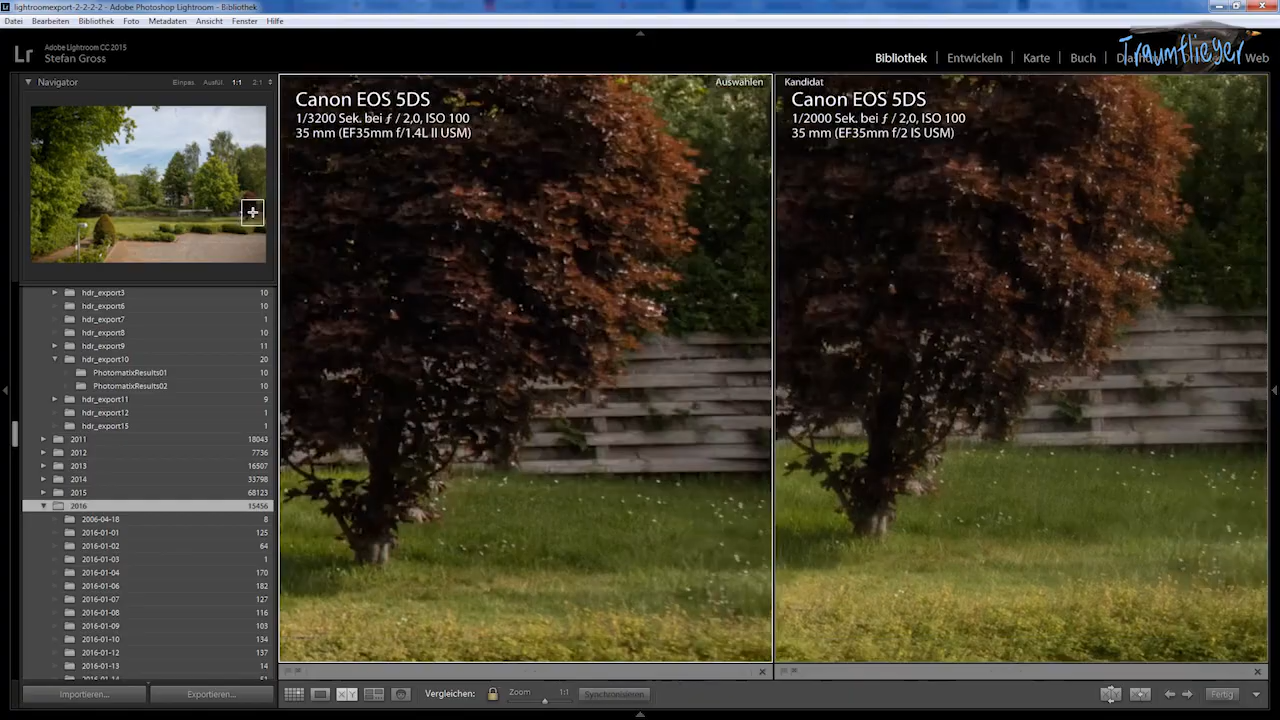 lightroomexport-2-2-2-2 - Adobe Photoshop Lightroom - Bibliothek
Datei Bearbeiten Bibliothek Foto Metadaten Ansicht Fenster Hilfe
Lr
Adobe Lightroom CC 2015
Stefan Gross
Bibliothek | Entwickeln | Karte | Buch | Web
Traumflieger
Navigator Einpas. Ausfül. 1:1 2:1
Auswählen
Canon EOS 5DS
1/3200 Sek. bei ƒ / 2,0, ISO 100
35 mm (EF35mm f/1.4L II USM)
Kandidat
Canon EOS 5DS
1/2000 Sek. bei ƒ / 2,0, ISO 100
35 mm (EF35mm f/2 IS USM)
hdr_export3 10
hdr_export6 10
hdr_export7 1
hdr_export8 10
hdr_export9 11
hdr_export10 20
PhotomatixResults01 10
PhotomatixResults02 10
hdr_export11 9
hdr_export12 1
hdr_export15 1
2011 18043
2012 7736
2013 16507
2014 33798
2015 68123
2016 15456
2006-04-18 8
2016-01-01 125
2016-01-02 64
2016-01-03 1
2016-01-04 170
2016-01-06 182
2016-01-07 127
2016-01-08 116
2016-01-09 103
2016-01-10 134
2016-01-12 137
2016-01-13 14
Importieren... Exportieren...
X Y Vergleichen: Zoom 1:1 Synchronisieren Fertig